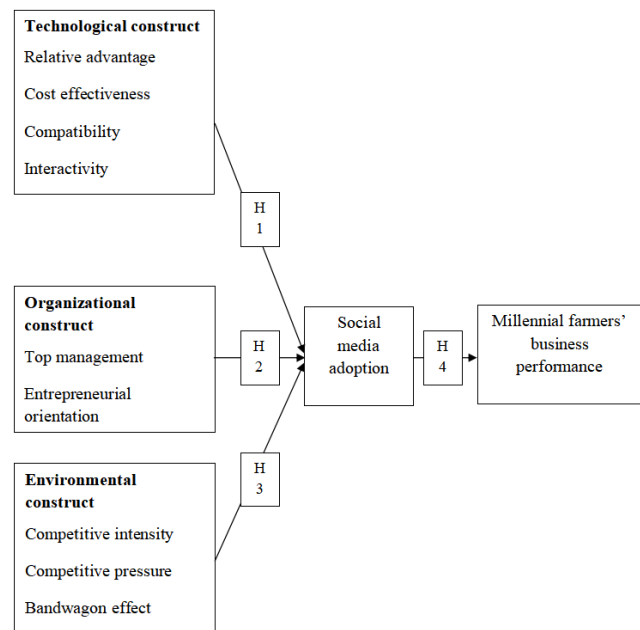 Technological construct
Relative advantage
Cost effectiveness
Compatibility
Interactivity
H
1
Organizational
construct
Top management
Entrepreneurial
orientation
H
2
Social
media
adoption
H
4
Millennial farmers’
business
performance
Environmental
construct
Competitive intensity
Competitive pressure
Bandwagon effect
H
3